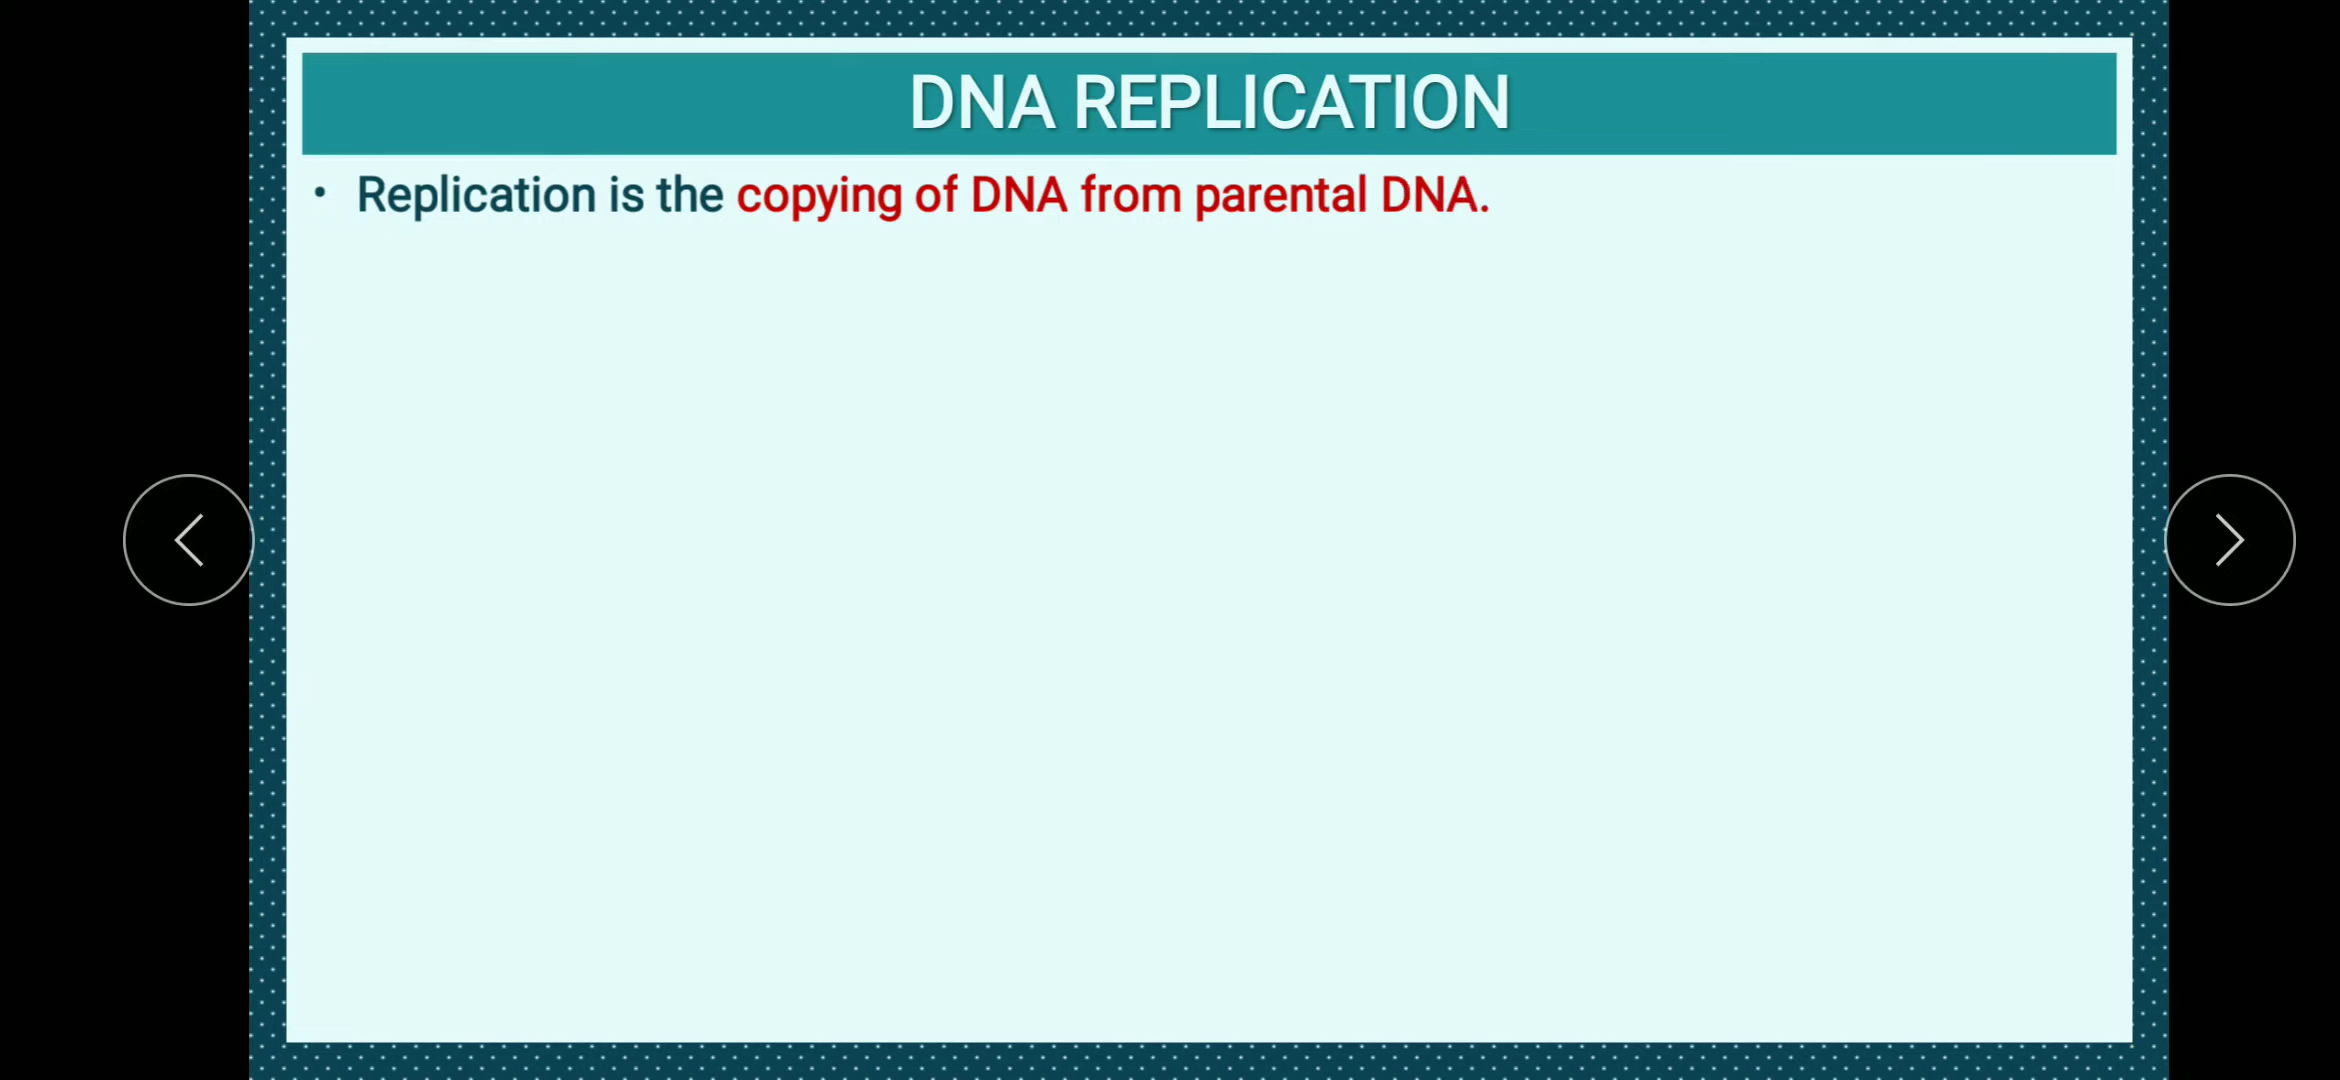 DNA REPLICATION
• Replication is the copying of DNA from parental DNA.